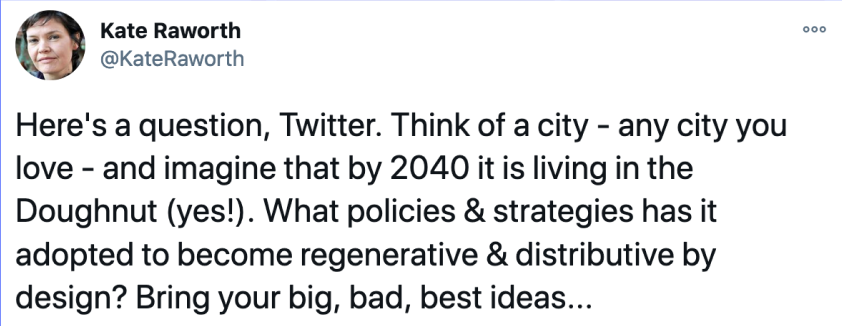 Kate Raworth
@KateRaworth
Here's a question, Twitter. Think of a city - any city you
love - and imagine that by 2040 it is living in the
Doughnut (yes!). What policies & strategies has it
adopted to become regenerative & distributive by
design? Bring your big, bad, best ideas...